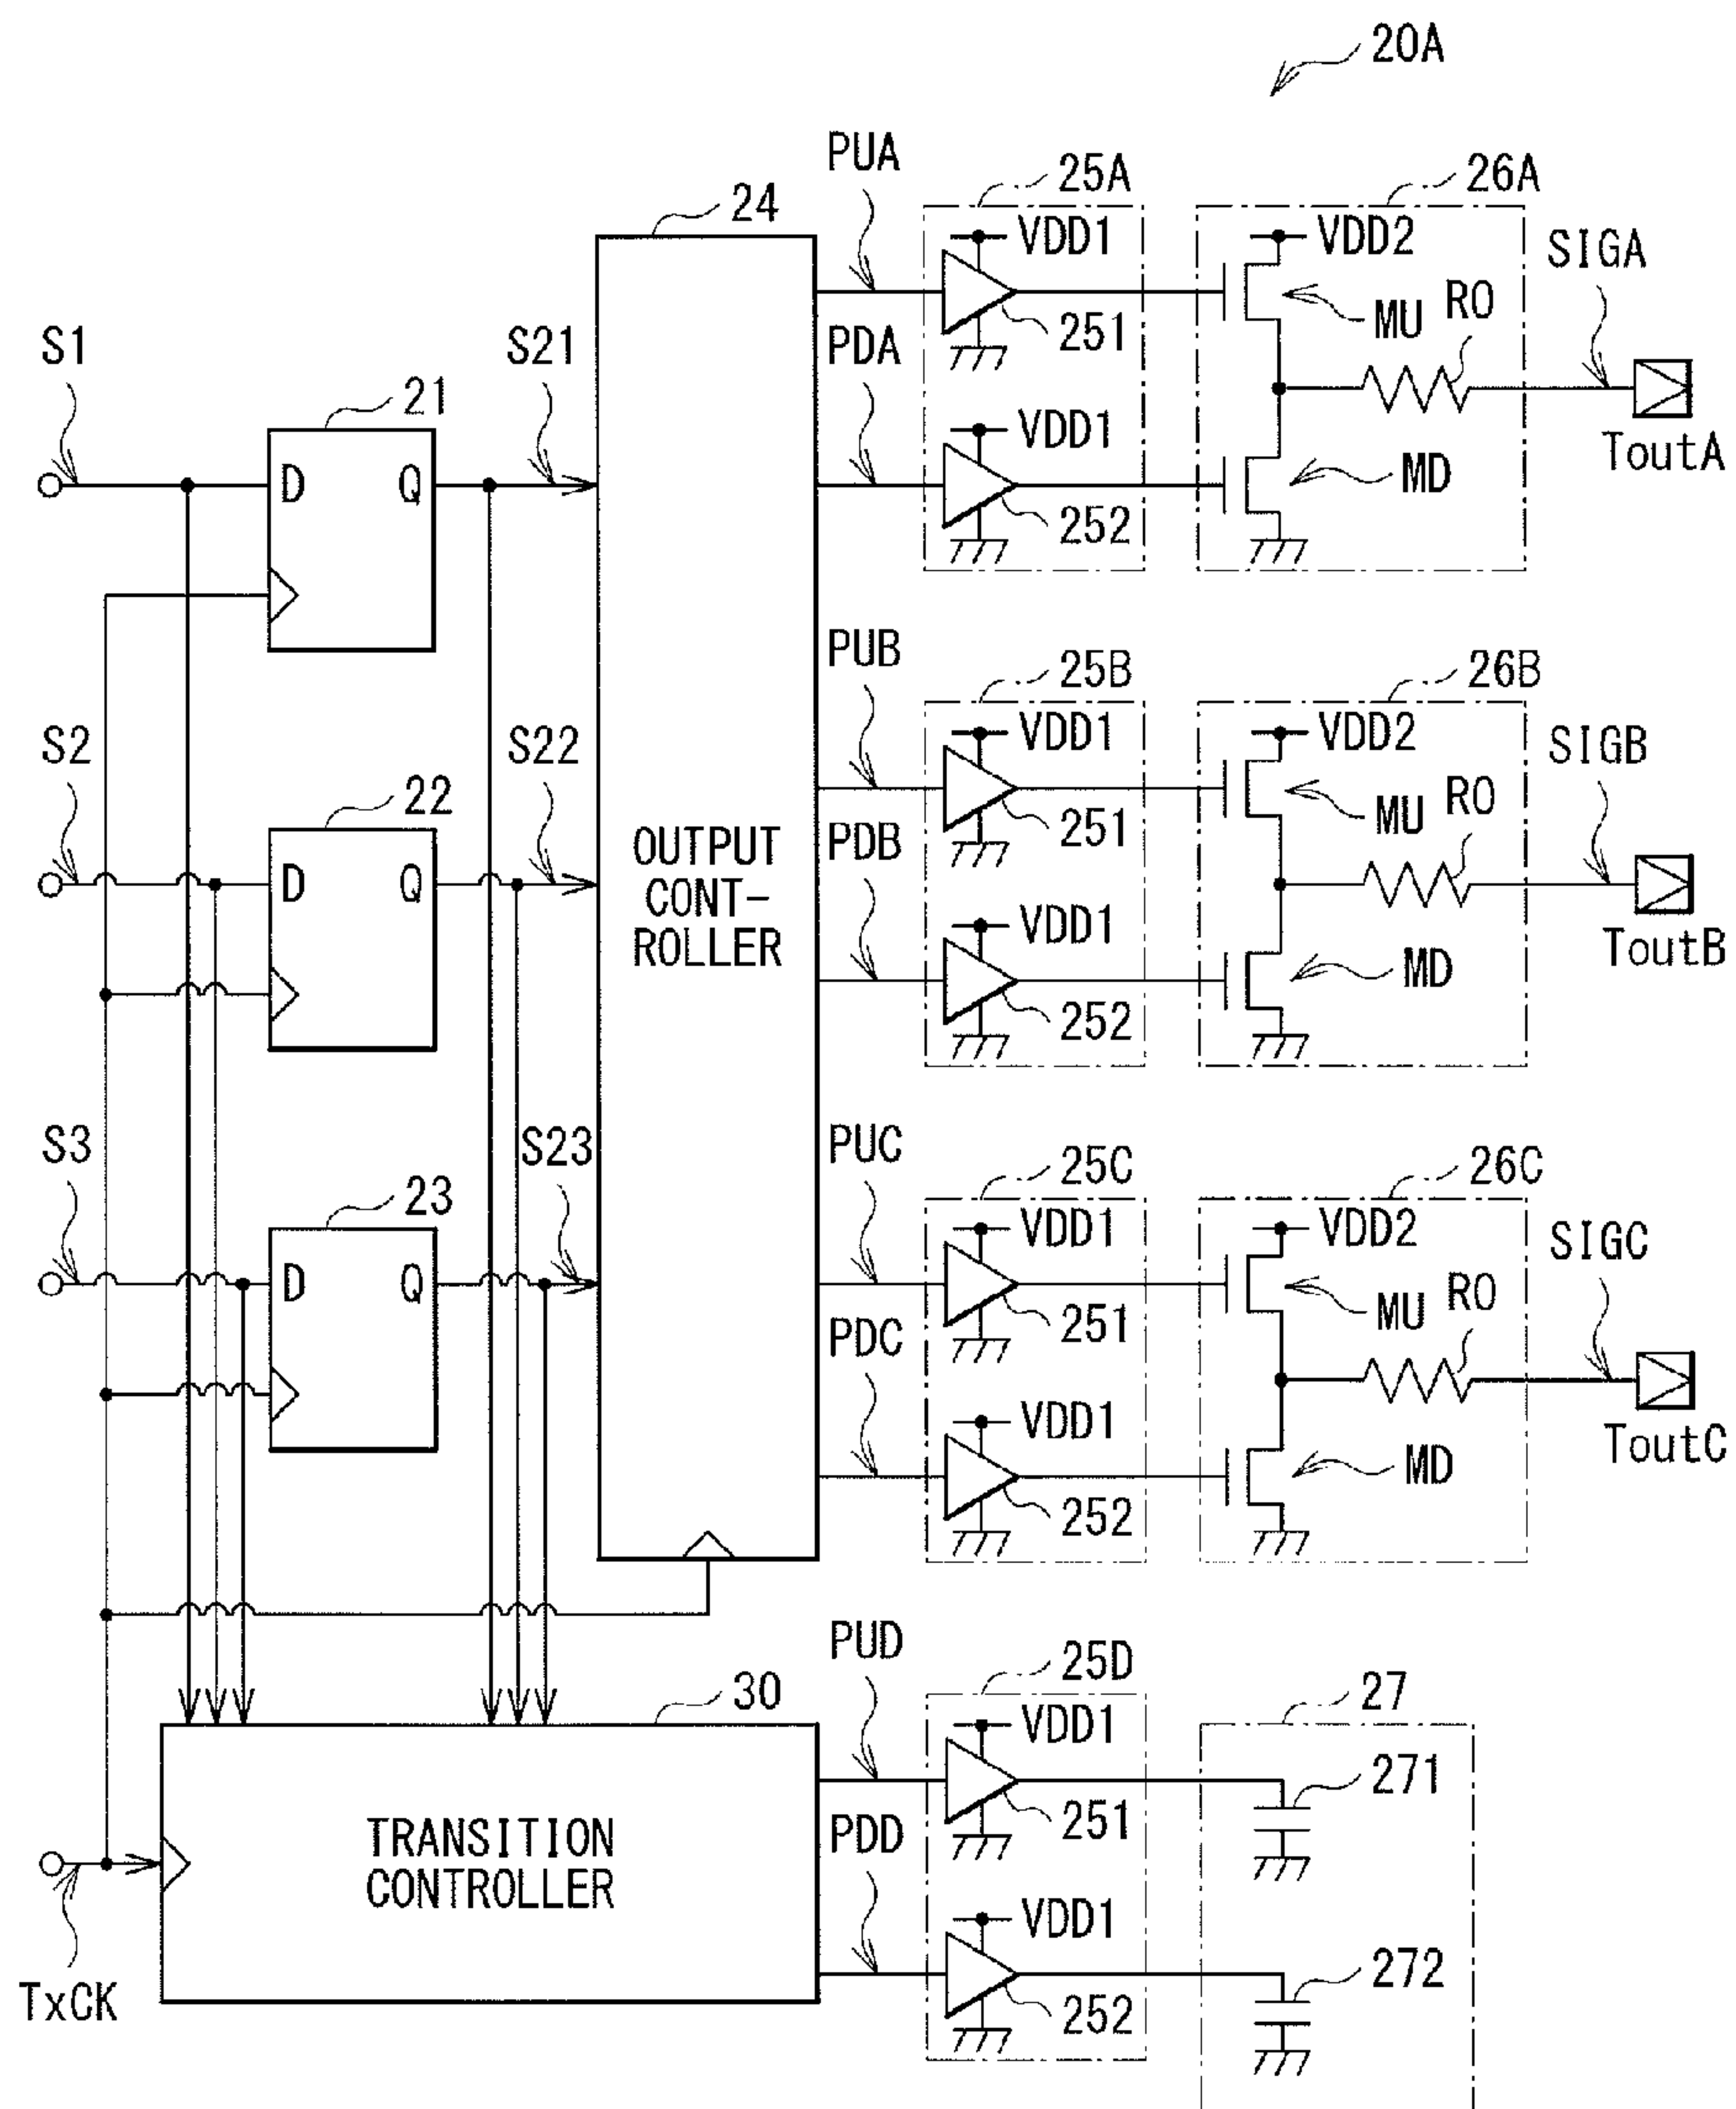 20A
PUA
25A
26A
24
VDD1
VDD2
SIGA
S1
S21
251
MU
RO
PDA
21
VDD1
ToutA
D
Q
MD
252
PUB
25B
26B
S2
S22
VDD1
VDD2
SIGB
22
251
MU
RO
PDB
OUTPUT
CONT-
ROLLER
D
Q
VDD1
ToutB
MD
252
S3
S23
PUC
25C
26C
23
VDD1
VDD2
SIGC
D
Q
251
MU
RO
PDC
VDD1
ToutC
MD
252
PUD
25D
30
27
VDD1
271
251
PDD
TRANSITION
CONTROLLER
VDD1
272
TxCK
252